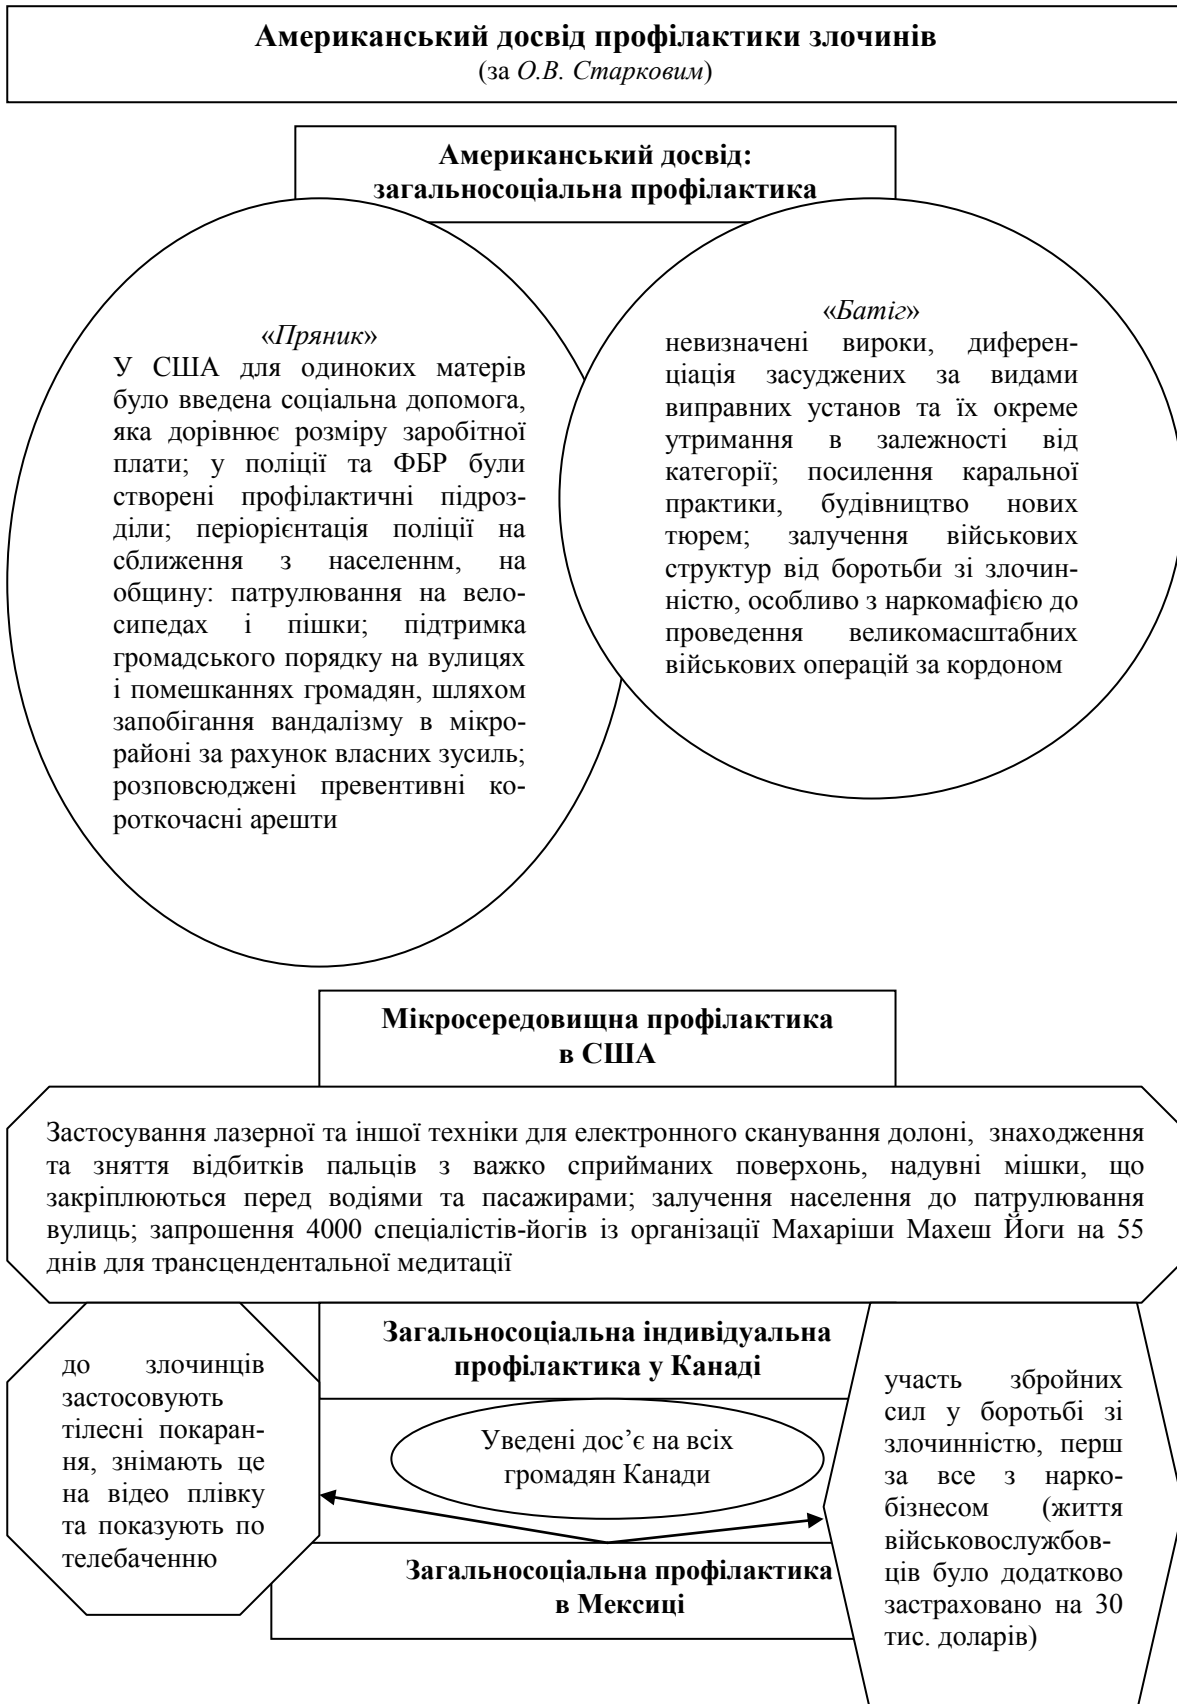 Американський досвід профілактики злочинів
(за О.В. Старковим)
Американський досвід:
загальносоціальна профілактика
«Пряник»
У США для одиноких матерів
було введена соціальна допомога,
яка дорівнює розміру заробітної
плати; у поліції та ФБР були
створені профілактичні підроз-
діли; періорієнтація поліції на
сближення з населеннм, на
общину: патрулювання на вело-
сипедах і пішки; підтримка
громадського порядку на вулицях
і помешканнях громадян, шляхом
запобігання вандалізму в мікро-
районі за рахунок власних зусиль;
розповсюджені превентивні ко-
роткочасні арешти
«Батіг»
невизначені вироки, диферен-
ціація засуджених за видами
виправних установ та їх окреме
утримання в залежності від
категорії; посилення каральної
практики, будівництво нових
тюрем; залучення військових
структур від боротьби зі злочин-
ністю, особливо з наркомафією до
проведення великомасштабних
військових операцій за кордоном
Мікросередовищна профілактика
в США
Застосування лазерної та іншої техніки для електронного сканування долоні, знаходження
та зняття відбитків пальців з важко сприйманих поверхонь, надувні мішки, що
закріплюються перед водіями та пасажирами; залучення населення до патрулювання
вулиць; запрошення 4000 спеціалістів-йогів із організації Махаріши Махеш Йоги на 55
днів для трансцендентальної медитації
Загальносоціальна індивідуальна
профілактика у Канаді
Уведені дос’є на всіх
громадян Канади
до злочинців
застосовують
тілесні покаран-
ня, знімають це
на відео плівку
та показують по
телебаченню
участь збройних
сил у боротьбі зі
злочинністю, перш
за все з нарко-
бізнесом (життя
військовослужбов-
ців було додатково
застраховано на 30
тис. доларів)
Загальносоціальна профілактика
в Мексиці